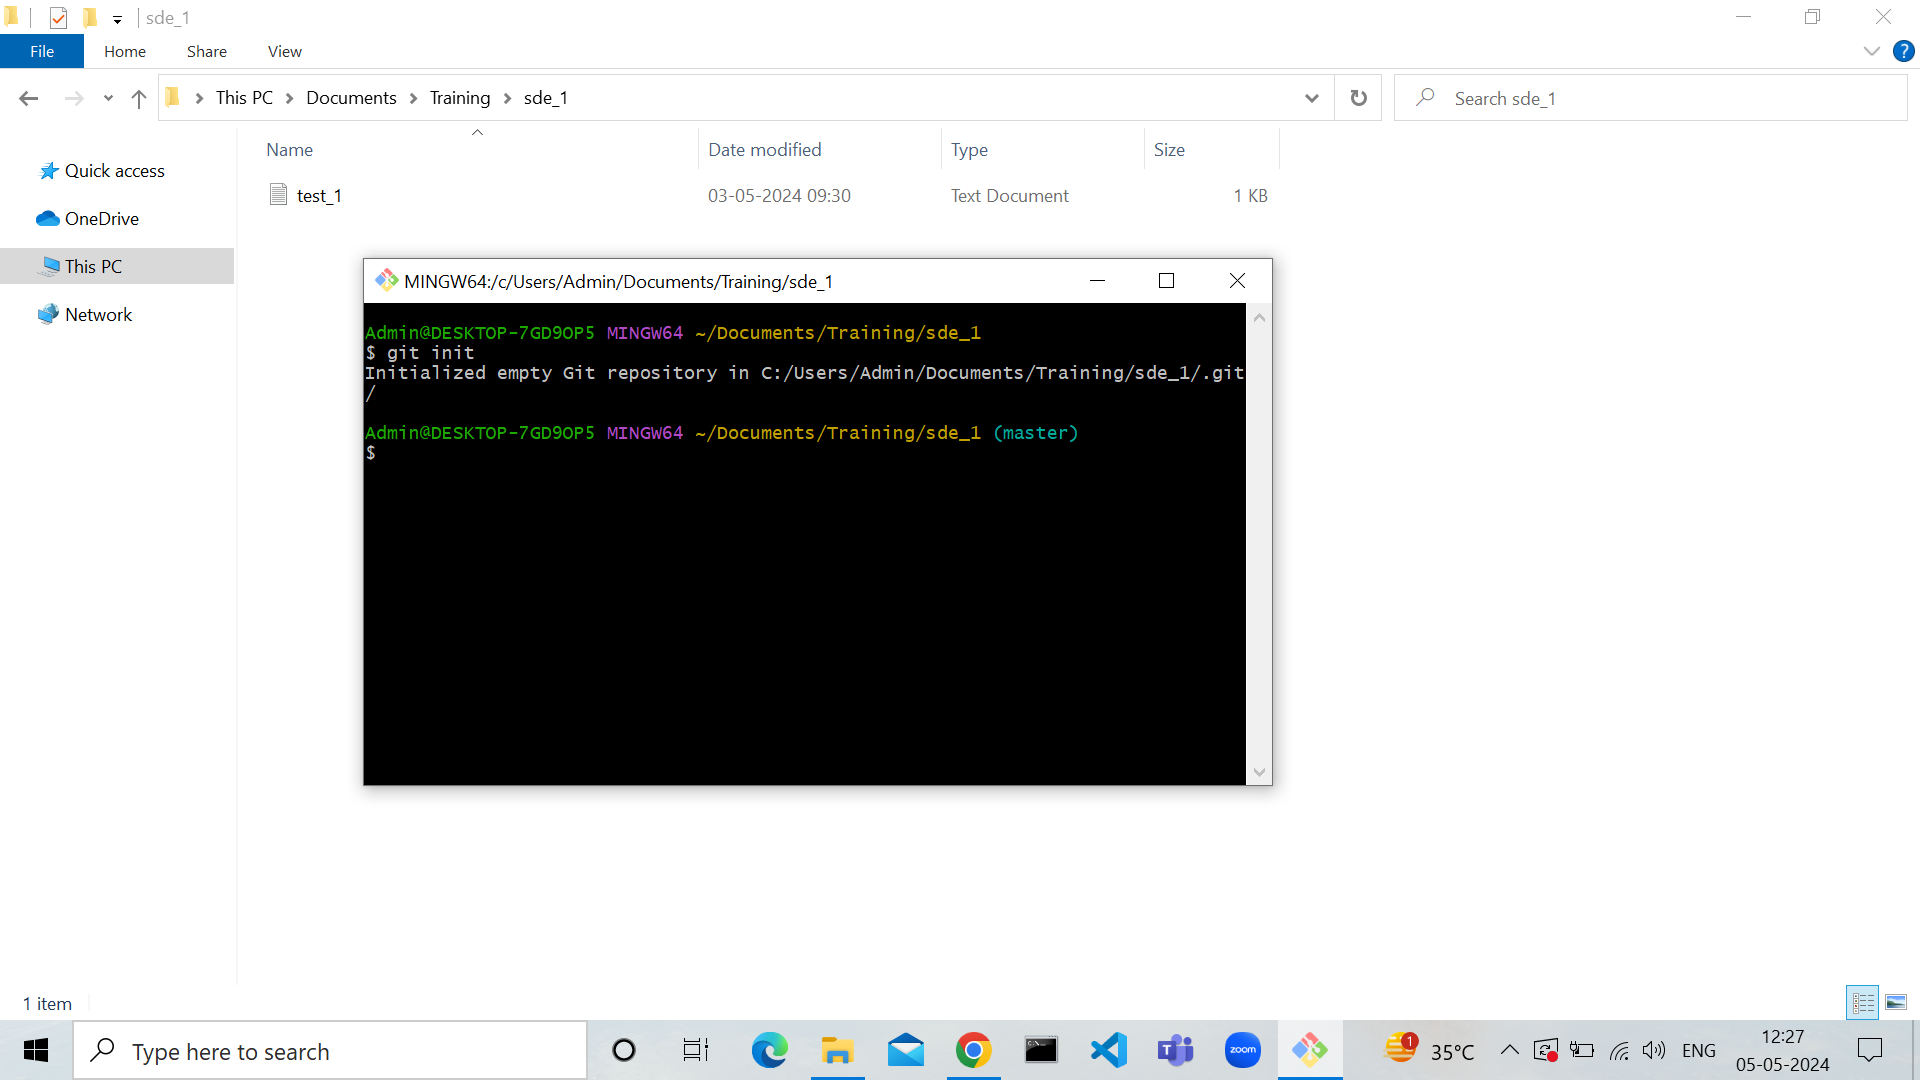 sde_1
File Home Share View
This PC Documents Training sde_1
Search sde_1
Name Date modified Type Size
Quick access
test_1 03-05-2024 09:30 Text Document 1 KB
OneDrive
This PC
Network
MINGW64:/c/Users/Admin/Documents/Training/sde_1
Admin@DESKTOP-7GD9OP5 MINGW64 ~/Documents/Training/sde_1
$ git init
Initialized empty Git repository in C:/Users/Admin/Documents/Training/sde_1/.git
/
Admin@DESKTOP-7GD9OP5 MINGW64 ~/Documents/Training/sde_1 (master)
$
1 item
Type here to search
zoom
1
35°C
ENG
12:27
05-05-2024